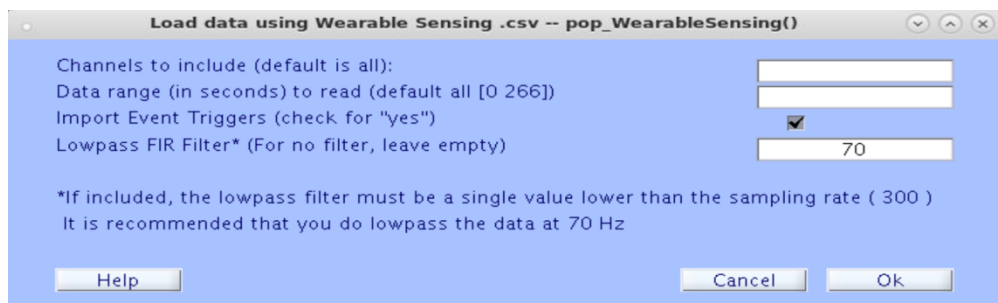 Load data using Wearable Sensing .csv -- pop_WearableSensing()
Channels to include (default is all):
Data range (in seconds) to read (default all [0 266])
Import Event Triggers (check for "yes")
Lowpass FIR Filter* (For no filter, leave empty) 70
*If included, the lowpass filter must be a single value lower than the sampling rate ( 300 )
It is recommended that you do lowpass the data at 70 Hz
Help Cancel Ok